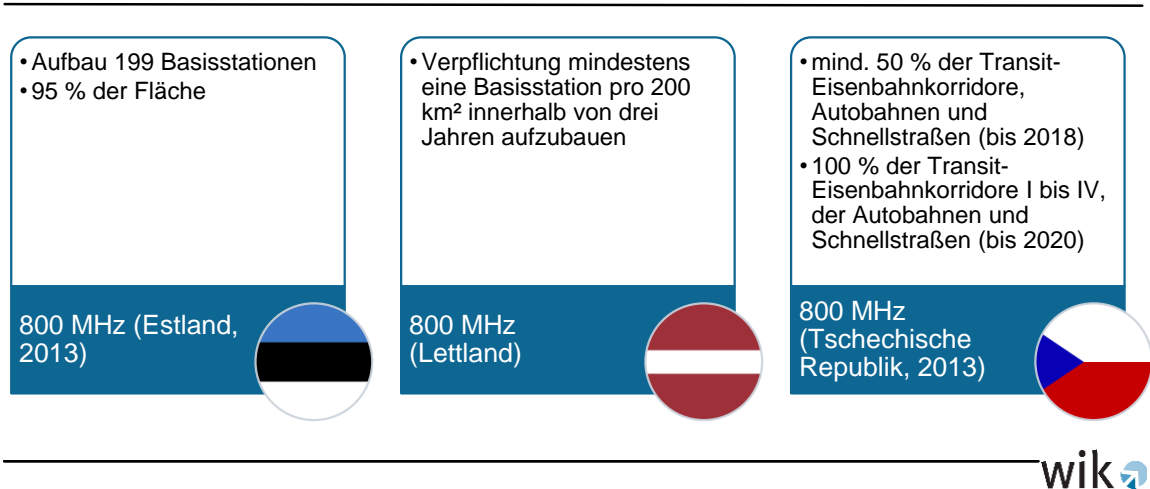 • Aufbau 199 Basisstationen
• 95 % der Fläche
800 MHz (Estland,
2013)
• Verpflichtung mindestens
eine Basisstation pro 200
km² innerhalb von drei
Jahren aufzubauen
800 MHz
(Lettland)
• mind. 50 % der Transit-
Eisenbahnkorridore,
Autobahnen und
Schnellstraßen (bis 2018)
• 100 % der Transit-
Eisenbahnkorridore I bis IV,
der Autobahnen und
Schnellstraßen (bis 2020)
800 MHz
(Tschechische
Republik, 2013)
wik